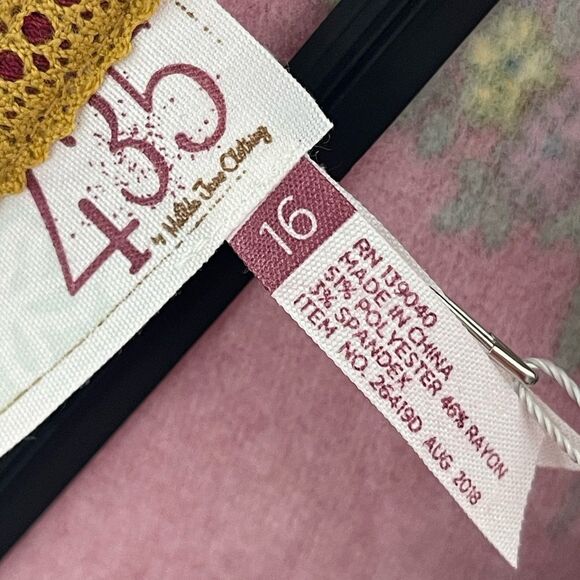 435
by Matilda Jane Clothing
16
RN 139040
MADE IN CHINA
51% POLYESTER 46% RAYON
3% SPANDEX
ITEM NO. 26419D AUG 2018